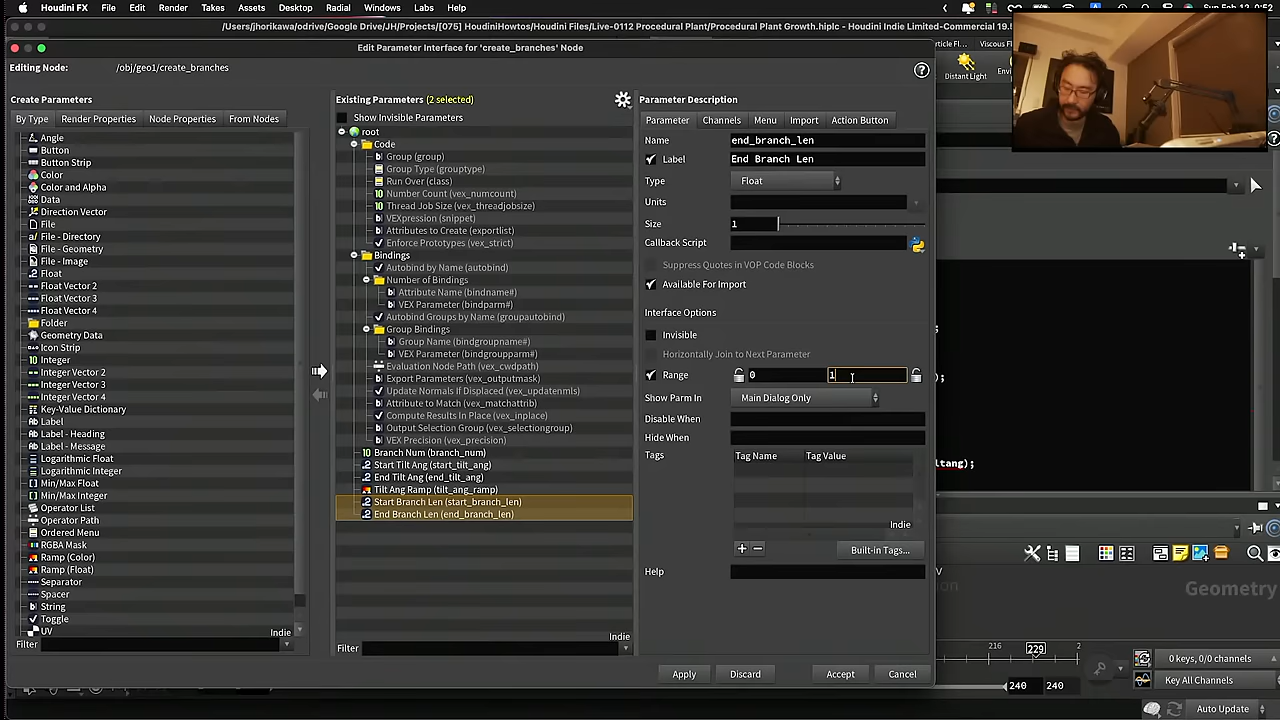 Houdini FX File Edit Render Takes Assets Desktop Radial Windows Labs Help Sun Feb 12 0:52
/Users/jhorikawa/odrive/Google Drive/JH/Projects/[075] HoudiniHowtos/Houdini Files/Live-0112 Procedural Plant/Procedural Plant Growth.hiplc - Houdini Indie Limited-Commercial 19.
Edit Parameter Interface for 'create_branches' Node
Editing Node: /obj/geo1/create_branches
Create Parameters
By Type Render Properties Node Properties From Nodes
Angle
Button
Button Strip
Color
Color and Alpha
Data
Direction Vector
File
File - Directory
File - Geometry
File - Image
Float
Float Vector 2
Float Vector 3
Float Vector 4
Folder
Geometry Data
Icon Strip
Integer
Integer Vector 2
Integer Vector 3
Integer Vector 4
Key-Value Dictionary
Label
Label - Heading
Label - Message
Logarithmic Float
Logarithmic Integer
Min/Max Float
Min/Max Integer
Operator List
Operator Path
Ordered Menu
RGBA Mask
Ramp (Color)
Ramp (Float)
Separator
Spacer
String
Toggle
UV
Indie
Filter
Existing Parameters (2 selected)
Show Invisible Parameters
root
Code
Group (group)
Group Type (grouptype)
Run Over (class)
Number Count (vex_numcount)
Thread Job Size (vex_threadjobsize)
VEXpression (snippet)
Attributes to Create (exportlist)
Enforce Prototypes (vex_strict)
Bindings
Autobind by Name (autobind)
Number of Bindings
Attribute Name (bindname#)
VEX Parameter (bindparm#)
Autobind Groups by Name (groupautobind)
Group Bindings
Group Name (bindgroupname#)
VEX Parameter (bindgroupparm#)
Evaluation Node Path (vex_cwdpath)
Export Parameters (vex_outputmask)
Update Normals If Displaced (vex_updatenmls)
Attribute to Match (vex_matchattrib)
Compute Results In Place (vex_inplace)
Output Selection Group (vex_selectiongroup)
VEX Precision (vex_precision)
Branch Num (branch_num)
Start Tilt Ang (start_tilt_ang)
End Tilt Ang (end_tilt_ang)
Tilt Ang Ramp (tilt_ang_ramp)
Start Branch Len (start_branch_len)
End Branch Len (end_branch_len)
Indie
Filter
Parameter Description
Parameter Channels Menu Import Action Button
Name end_branch_len
Label End Branch Len
Type Float
Units
Size 1
Callback Script
Suppress Quotes in VOP Code Blocks
Available For Import
Interface Options
Invisible
Horizontally Join to Next Parameter
Range 0 1
Show Parm In Main Dialog Only
Disable When
Hide When
Tags Tag Name Tag Value
Indie
Built-in Tags...
Help
Apply Discard Accept Cancel
Distant Light
;
);
ltang);
Geometry
216 229
240 240
0 keys, 0/0 channels
Key All Channels
Auto Update